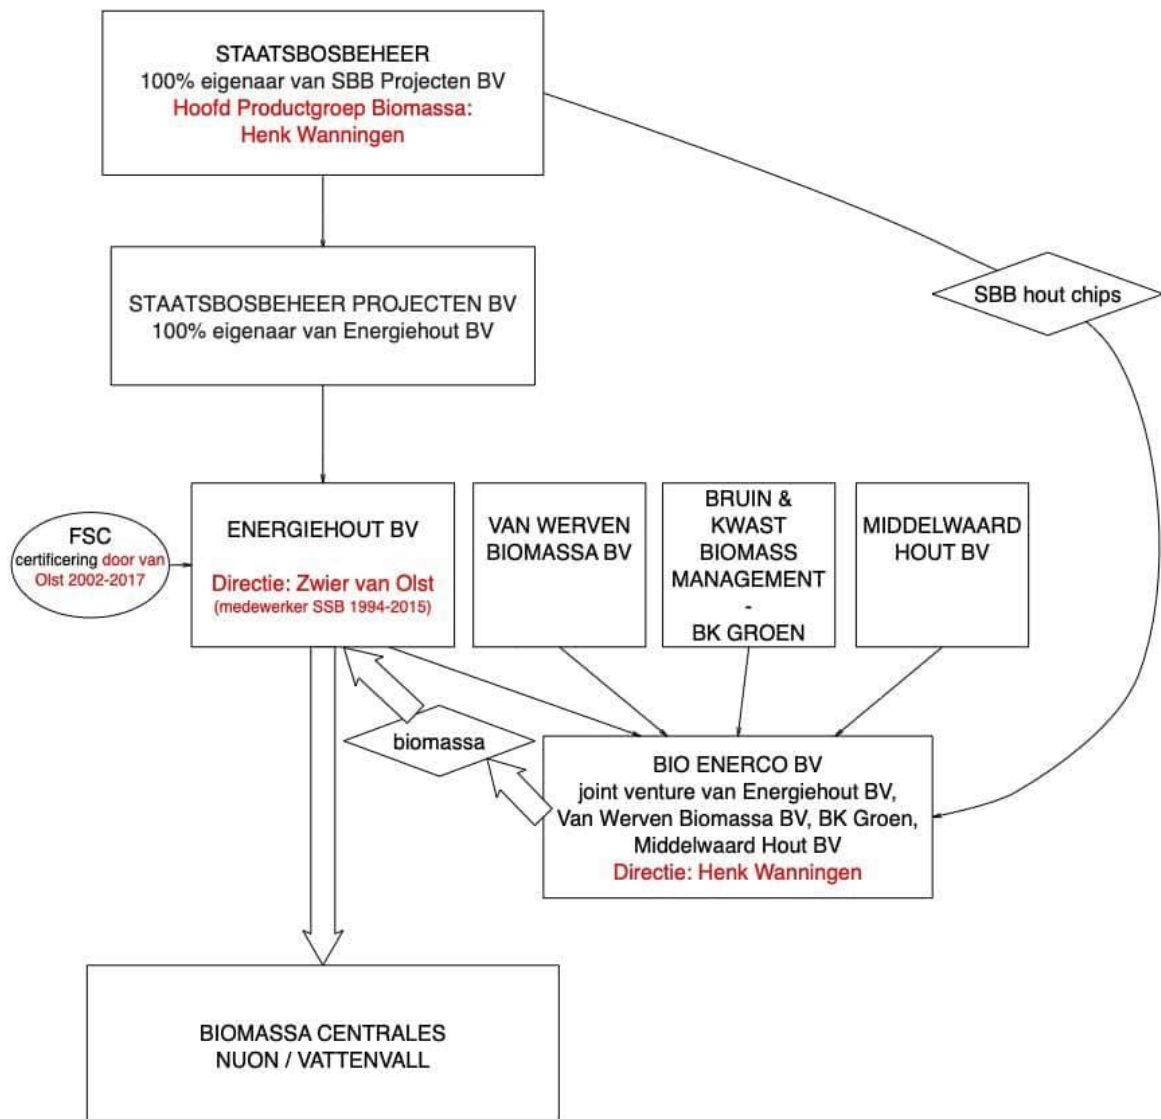 STAATSBOSBEHEER
100% eigenaar van SBB Projecten BV
Hoofd Productgroep Biomassa:
Henk Wanningen
STAATSBOSBEHEER PROJECTEN BV
100% eigenaar van Energiehout BV
SBB hout chips
FSC
certificering door van
Olst 2002-2017
ENERGIEHOUT BV
Directie: Zwier van Olst
(medewerker SSB 1994-2015)
VAN WERVEN
BIOMASSA BV
BRUIN &
KWAST
BIOMASS
MANAGEMENT
-
BK GROEN
MIDDELWAARD
HOUT BV
biomassa
BIO ENERCO BV
joint venture van Energiehout BV,
Van Werven Biomassa BV, BK Groen,
Middelwaard Hout BV
Directie: Henk Wanningen
BIOMASSA CENTRALES
NUON / VATTENVALL